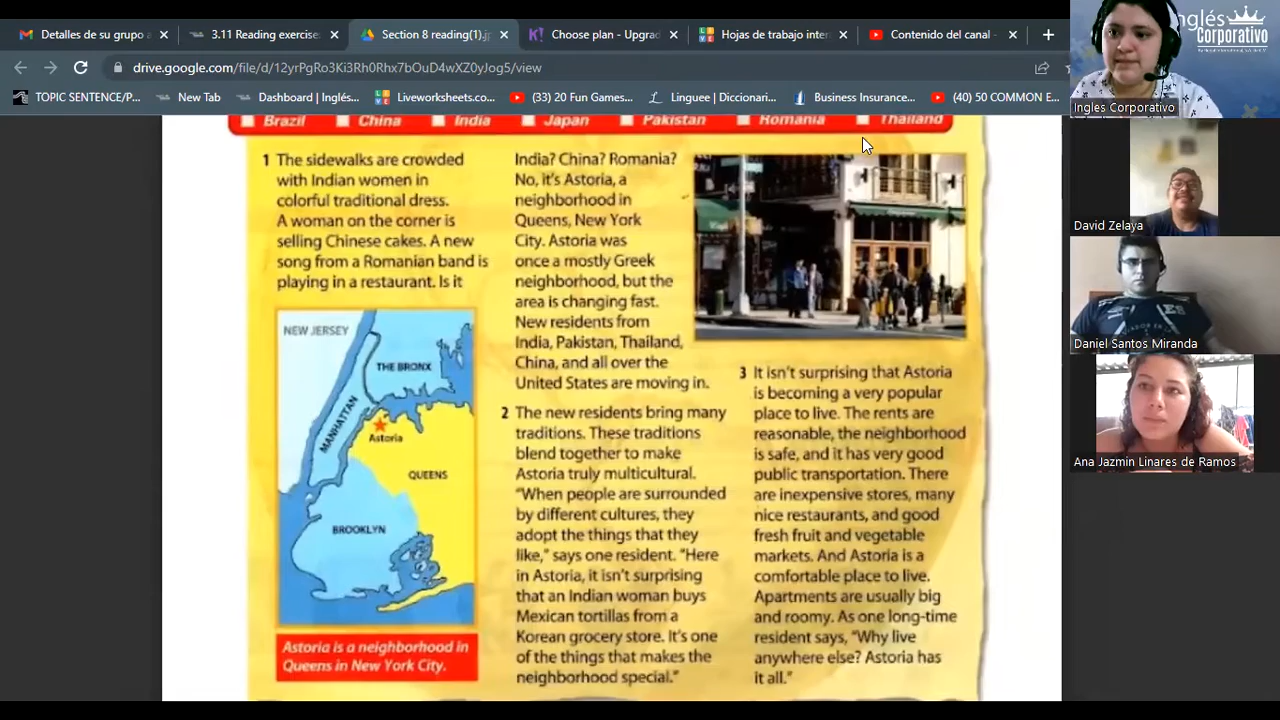 Detalles de su grupo a
3.11 Reading exercise
Section 8 reading(1).j
Choose plan - Upgrad
Hojas de trabajo inter
Contenido del canal -
drive.google.com/file/d/12yrPgRo3Ki3Rh0Rhx7bOuD4wXZ0yJog5/view
TOPIC SENTENCE/P...
New Tab
Dashboard | Inglés...
Liveworksheets.co...
(33) 20 Fun Games...
Linguee | Diccionari...
Business Insurance...
(40) 50 COMMON E...
Brazil China India Japan Pakistan Romania Thailand
1 The sidewalks are crowded
with Indian women in
colorful traditional dress.
A woman on the corner is
selling Chinese cakes. A new
song from a Romanian band is
playing in a restaurant. Is it
India? China? Romania?
No, it's Astoria, a
neighborhood in
Queens, New York
City. Astoria was
once a mostly Greek
neighborhood, but the
area is changing fast.
New residents from
India, Pakistan, Thailand,
China, and all over the
United States are moving in.
2 The new residents bring many
traditions. These traditions
blend together to make
Astoria truly multicultural.
"When people are surrounded
by different cultures, they
adopt the things that they
like," says one resident. "Here
in Astoria, it isn't surprising
that an Indian woman buys
Mexican tortillas from a
Korean grocery store. It's one
of the things that makes the
neighborhood special."
3 It isn't surprising that Astoria
is becoming a very popular
place to live. The rents are
reasonable, the neighborhood
is safe, and it has very good
public transportation. There
are inexpensive stores, many
nice restaurants, and good
fresh fruit and vegetable
markets. And Astoria is a
comfortable place to live.
Apartments are usually big
and roomy. As one long-time
resident says, "Why live
anywhere else? Astoria has
it all."
NEW JERSEY
THE BRONX
MANHATTAN
Astoria
QUEENS
BROOKLYN
Astoria is a neighborhood in
Queens in New York City.
Inglés
Corporativo
Ingles Corporativo
David Zelaya
Daniel Santos Miranda
Ana Jazmin Linares de Ramos